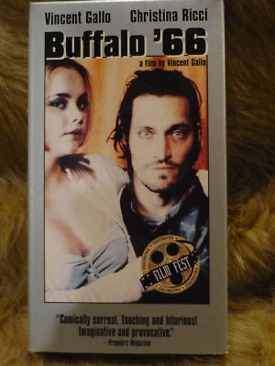 Vincent Gallo Christina Ricci
Buffalo '66
a film by Vincent Gallo
FILM FEST
"Comically surreal. Touching and hilarious!
Imaginative and provocative."
– Premiere Magazine